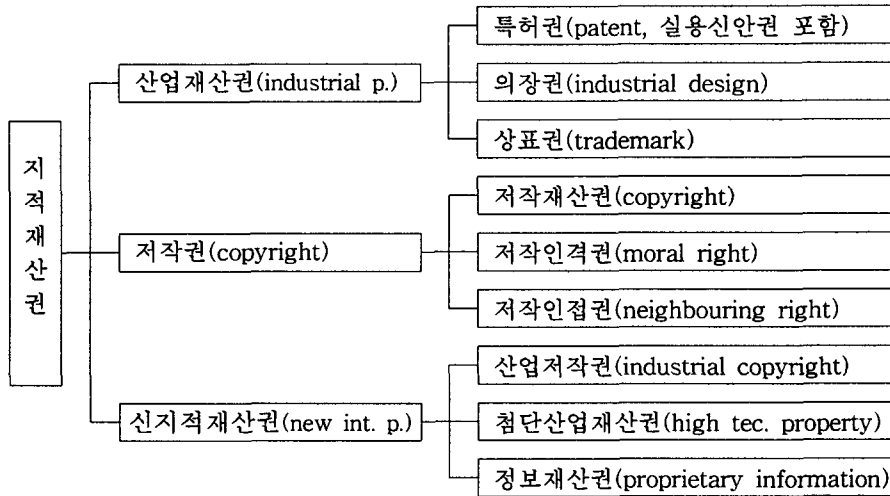 지적재산권
산업재산권(industrial p.)
특허권(patent, 실용신안권 포함)
의장권(industrial design)
상표권(trademark)
저작권(copyright)
저작재산권(copyright)
저작인격권(moral right)
저작인접권(neighbouring right)
신지적재산권(new int. p.)
산업저작권(industrial copyright)
첨단산업재산권(high tec. property)
정보재산권(proprietary information)